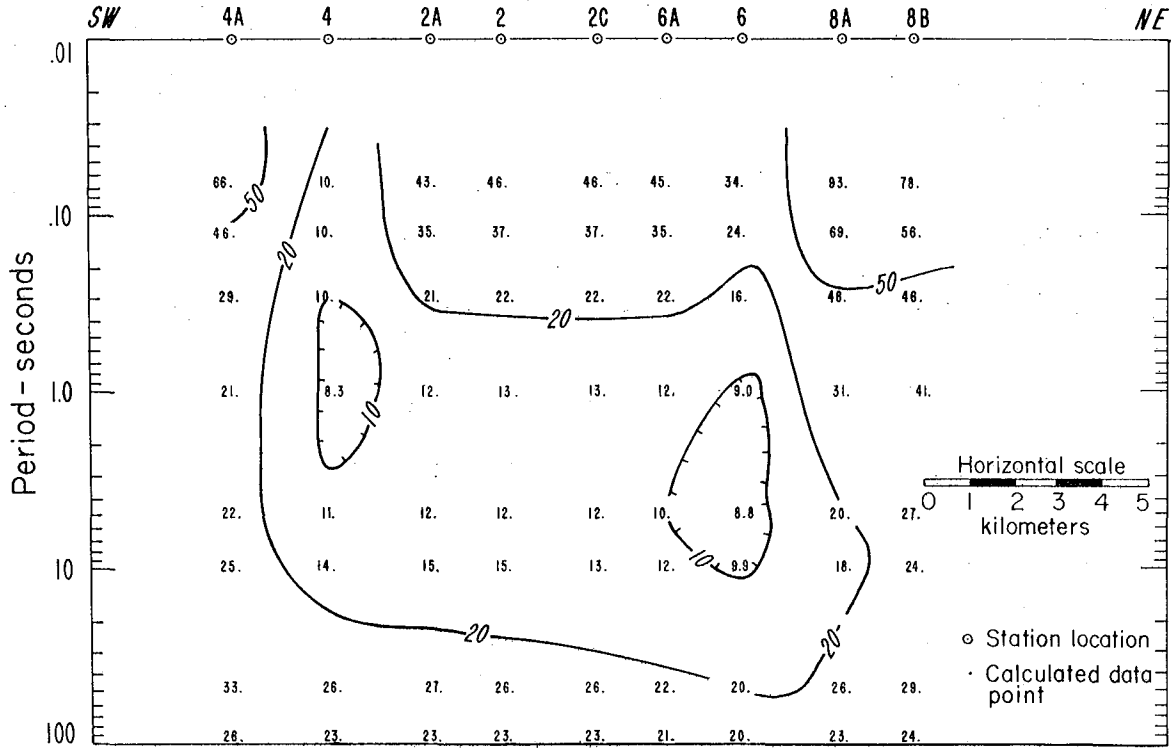 SW 4A 4 2A 2 2C 6A 6 8A 8B NE
.01
66. 10. 43. 46. 46. 45. 34. 93. 78.
50
.10
46. 10. 35. 37. 37. 35. 24. 69. 56.
20
29. 10. 21. 22. 22. 22. 16. 46. 46.
50
20
1.0
21. 8.3 12. 13. 13. 12. 9.0 31. 41.
10
Period - seconds
Horizontal scale
0 1 2 3 4 5
kilometers
22. 11. 12. 12. 12. 10. 8.8 20. 27.
10
10
25. 14. 15. 15. 13. 12. 9.9 18. 24.
20
20
Station location
Calculated data
point
33. 26. 27. 26. 26. 22. 20. 26. 29.
100
26. 23. 23. 23. 23. 21. 20. 23. 24.